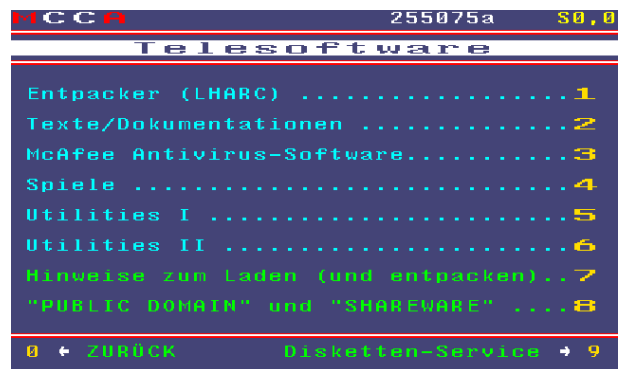 MCCA 255075a S0,0
Telesoftware
Entpacker (LHARC) ..................1
Texte/Dokumentationen ..............2
McAfee Antivirus-Software...........3
Spiele .............................4
Utilities I ........................5
Utilities II .......................6
Hinweise zum Laden (und entpacken)..7
"PUBLIC DOMAIN" und "SHAREWARE" ....8
0 ← ZURÜCK Disketten-Service → 9